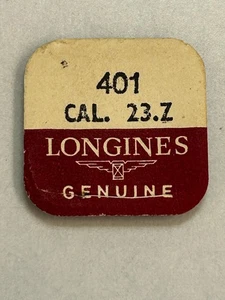 401
CAL. 23.Z
LONGINES
GENUINE